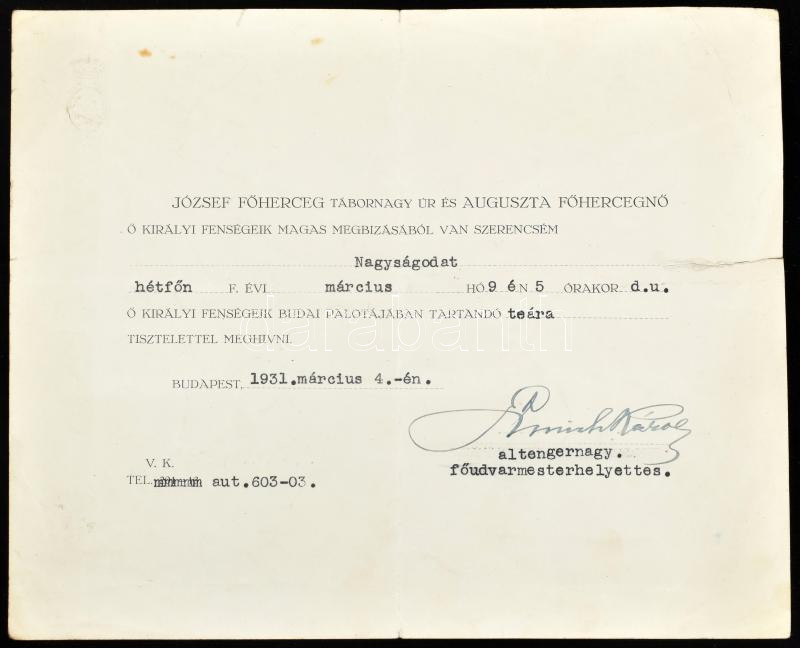 JÓZSEF FŐHERCEG TÁBORNAGY ÚR ÉS AUGUSZTA FŐHERCEGNŐ
Ő KIRÁLYI FENSÉGEIK MAGAS MEGBIZÁSÁBÓL VAN SZERENCSÉM
Nagyságodat
hétfőn F. ÉVI március HÓ 9 é N 5 ÓRAKOR d.u.
Ő KIRÁLYI FENSÉGEIK BUDAI PALOTÁJÁBAN TARTANDÓ teára
TISZTELETTEL MEGHIVNI.
BUDAPEST, 1931.március 4.-én.
Károly
altengernagy.
főudvarmesterhelyettes.
V. K.
TEL. aut.603-03.
darabanth